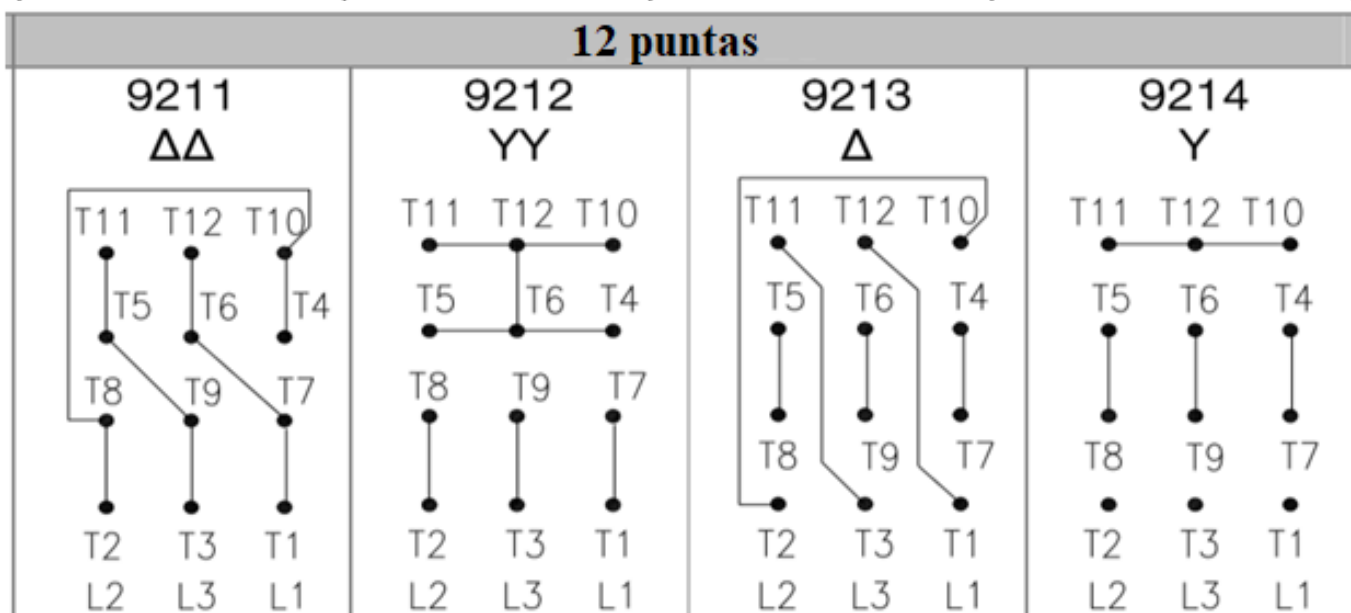 12 puntas
9211 9212 9213 9214
ΔΔ YY Δ Y
T11 T12 T10 T11 T12 T10 T11 T12 T10 T11 T12 T10
T5 T6 T4 T5 T6 T4 T5 T6 T4 T5 T6 T4
T8 T9 T7 T8 T9 T7 T8 T9 T7 T8 T9 T7
T2 T3 T1 T2 T3 T1 T2 T3 T1 T2 T3 T1
L2 L3 L1 L2 L3 L1 L2 L3 L1 L2 L3 L1